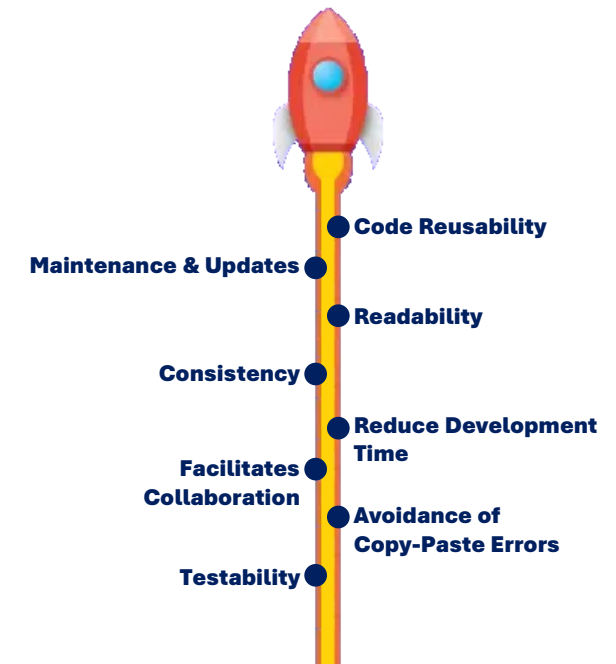 Code Reusability
Maintenance & Updates
Readability
Consistency
Reduce Development
Time
Facilitates
Collaboration
Avoidance of
Copy-Paste Errors
Testability